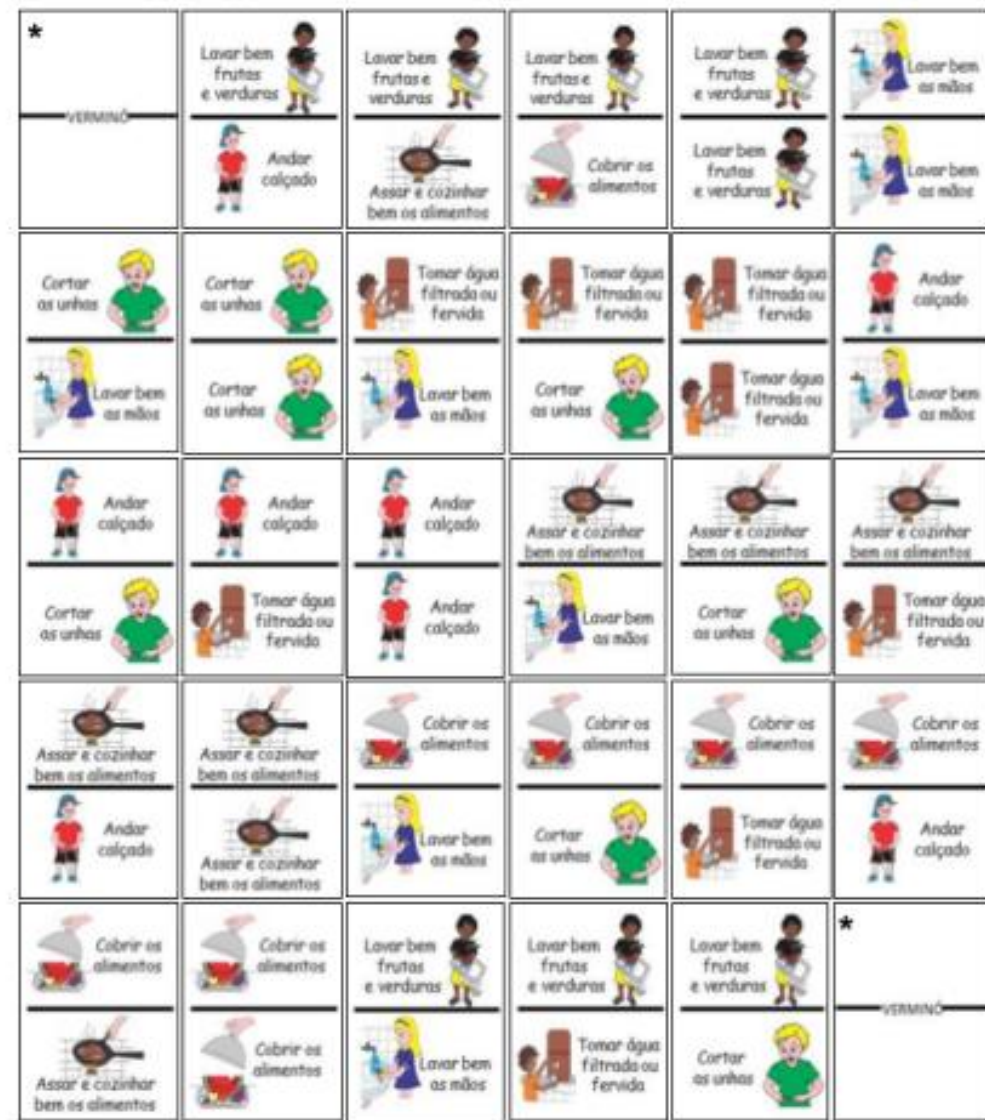 *
VERMINÓ
Lavar bem
frutas
e verduras
Andar
calçado
Lavar bem
frutas e
verduras
Assar e cozinhar
bem os alimentos
Lavar bem
frutas e
verduras
Cobrir os
alimentos
Lavar bem
frutas
e verduras
Lavar bem
frutas
e verduras
Lavar bem
as mãos
Lavar bem
as mãos
Cortar
as unhas
Lavar bem
as mãos
Cortar
as unhas
Cortar
as unhas
Tomar água
filtrada ou
fervida
Lavar bem
as mãos
Tomar água
filtrada ou
fervida
Cortar
as unhas
Tomar água
filtrada ou
fervida
Tomar água
filtrada ou
fervida
Andar
calçado
Lavar bem
as mãos
Andar
calçado
Cortar
as unhas
Andar
calçado
Tomar água
filtrada ou
fervida
Andar
calçado
Andar
calçado
Assar e cozinhar
bem os alimentos
Lavar bem
as mãos
Assar e cozinhar
bem os alimentos
Cortar
as unhas
Assar e cozinhar
bem os alimentos
Tomar água
filtrada ou
fervida
Assar e cozinhar
bem os alimentos
Andar
calçado
Assar e cozinhar
bem os alimentos
Assar e cozinhar
bem os alimentos
Cobrir os
alimentos
Lavar bem
as mãos
Cobrir os
alimentos
Cortar
as unhas
Cobrir os
alimentos
Tomar água
filtrada ou
fervida
Cobrir os
alimentos
Andar
calçado
Cobrir os
alimentos
Assar e cozinhar
bem os alimentos
Cobrir os
alimentos
Cobrir os
alimentos
Lavar bem
frutas
e verduras
Lavar bem
as mãos
Lavar bem
frutas
e verduras
Tomar água
filtrada ou
fervida
Lavar bem
frutas
e verduras
Cortar
as unhas
*
VERMINÓ